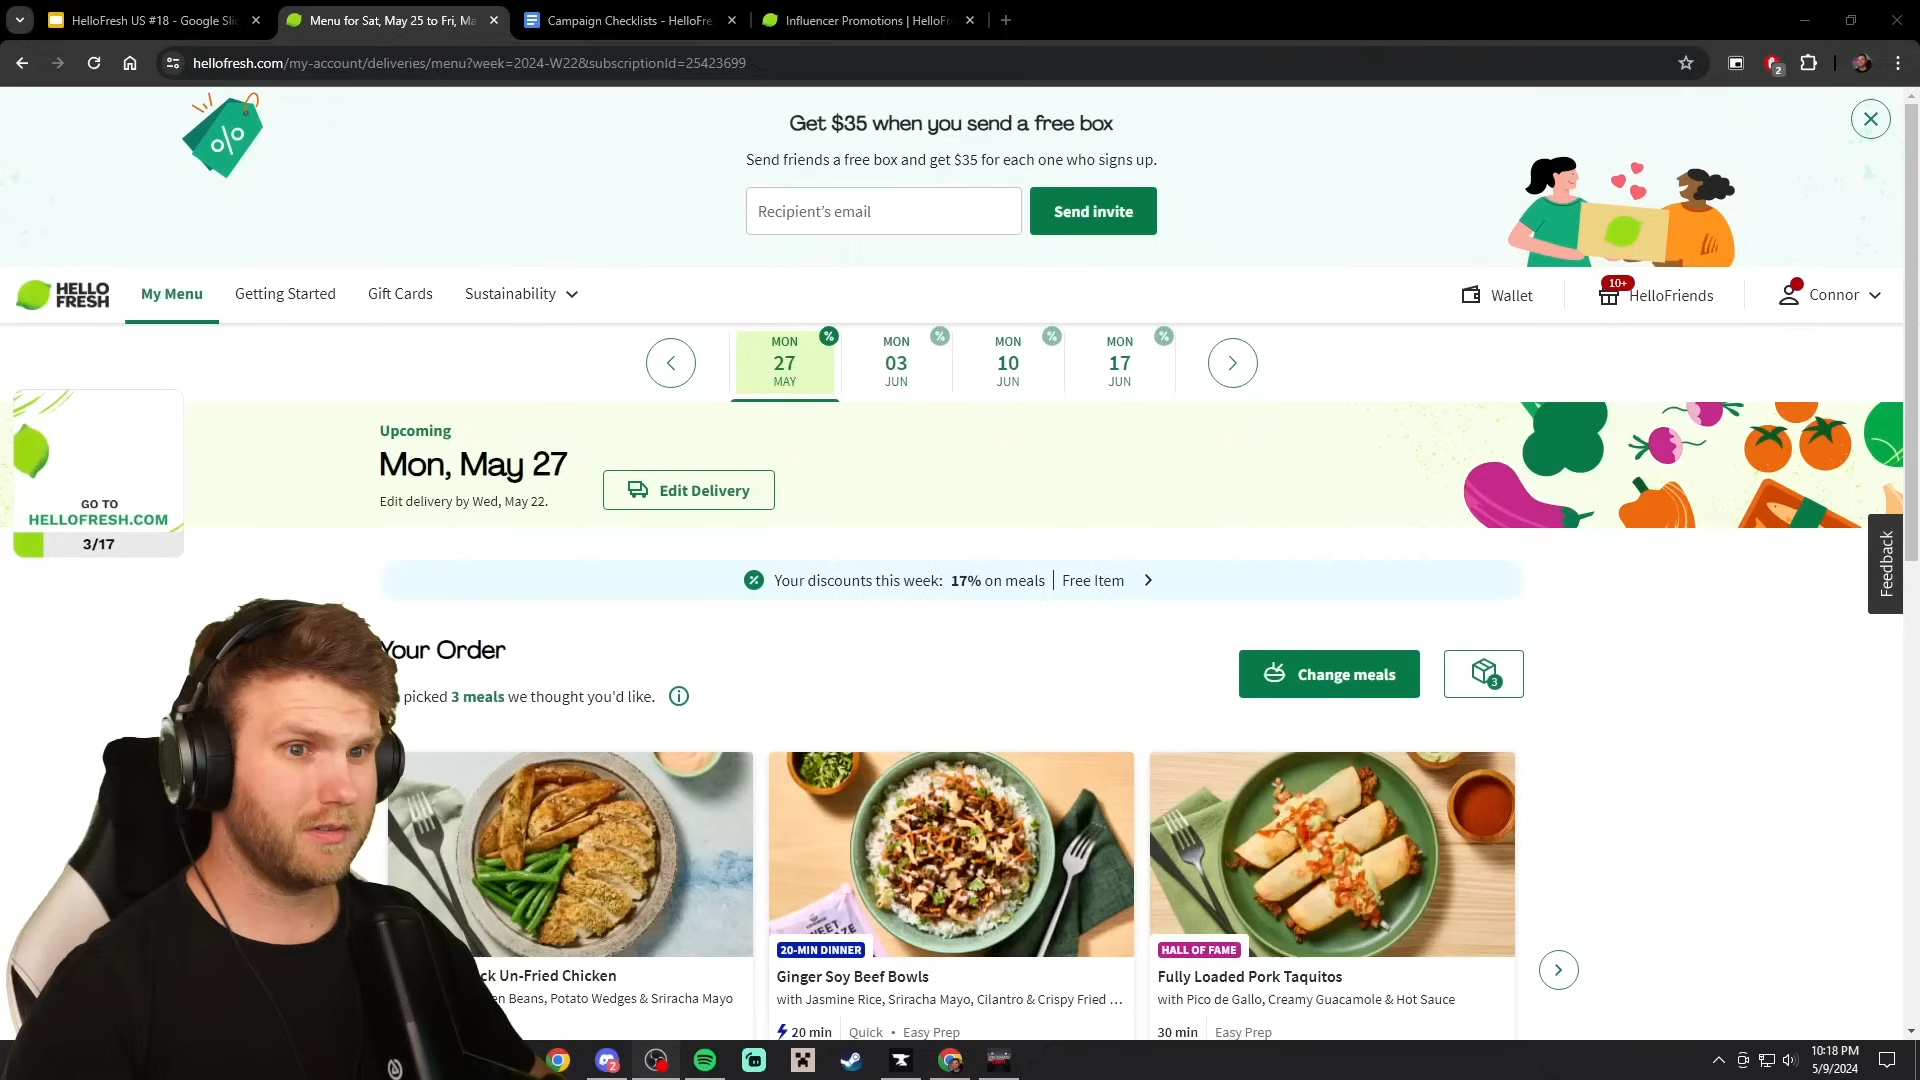 HelloFresh US #18 - Google Sli
Menu for Sat, May 25 to Fri, Ma
Campaign Checklists - HelloFre
Influencer Promotions | HelloFr
hellofresh.com/my-account/deliveries/menu?week=2024-W22&subscriptionId=25423699
2
%
Get $35 when you send a free box
Send friends a free box and get $35 for each one who signs up.
Recipient's email
Send invite
HELLO
FRESH
My Menu
Getting Started
Gift Cards
Sustainability
Wallet
10+
HelloFriends
Connor
MON
27
MAY
%
MON
03
JUN
%
MON
10
JUN
%
MON
17
JUN
%
GO TO
HELLOFRESH.COM
3/17
Upcoming
Mon, May 27
Edit delivery by Wed, May 22.
Edit Delivery
Feedback
Your discounts this week: 17% on meals | Free Item
Your Order
picked 3 meals we thought you'd like.
Change meals
3
ck Un-Fried Chicken
en Beans, Potato Wedges & Sriracha Mayo
20-MIN DINNER
Ginger Soy Beef Bowls
with Jasmine Rice, Sriracha Mayo, Cilantro & Crispy Fried ...
20 min
Quick • Easy Prep
HALL OF FAME
Fully Loaded Pork Taquitos
with Pico de Gallo, Creamy Guacamole & Hot Sauce
30 min
Easy Prep
2
10:18 PM
5/9/2024